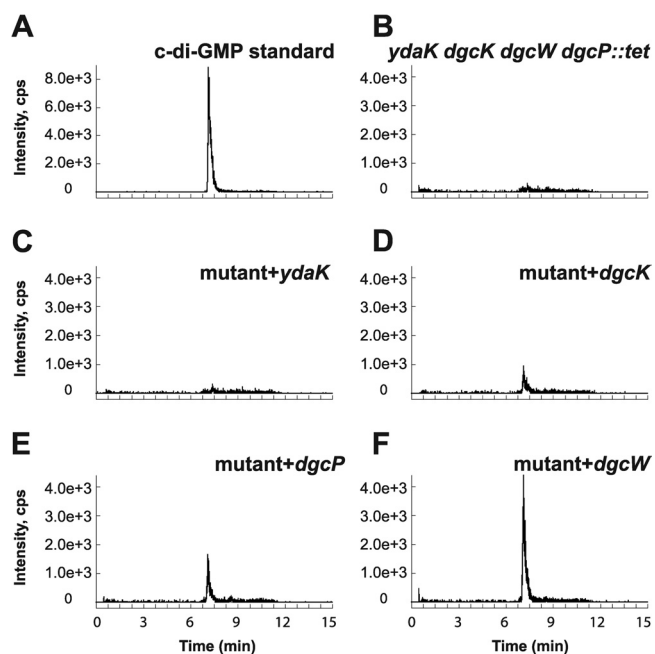 A
c-di-GMP standard
Intensity, cps
8.0e+3
6.0e+3
4.0e+3
2.0e+3
0
B
ydaK dgcK dgcW dgcP::tet
4.0e+3
3.0e+3
2.0e+3
1.0e+3
0
C
mutant+ydaK
Intensity, cps
4.0e+3
3.0e+3
2.0e+3
1.0e+3
0
D
mutant+dgcK
4.0e+3
3.0e+3
2.0e+3
1.0e+3
0
E
mutant+dgcP
Intensity, cps
4.0e+3
3.0e+3
2.0e+3
1.0e+3
0
0 3 6 9 12 15
Time (min)
F
mutant+dgcW
4.0e+3
3.0e+3
2.0e+3
1.0e+3
0
0 3 6 9 12 15
Time (min)